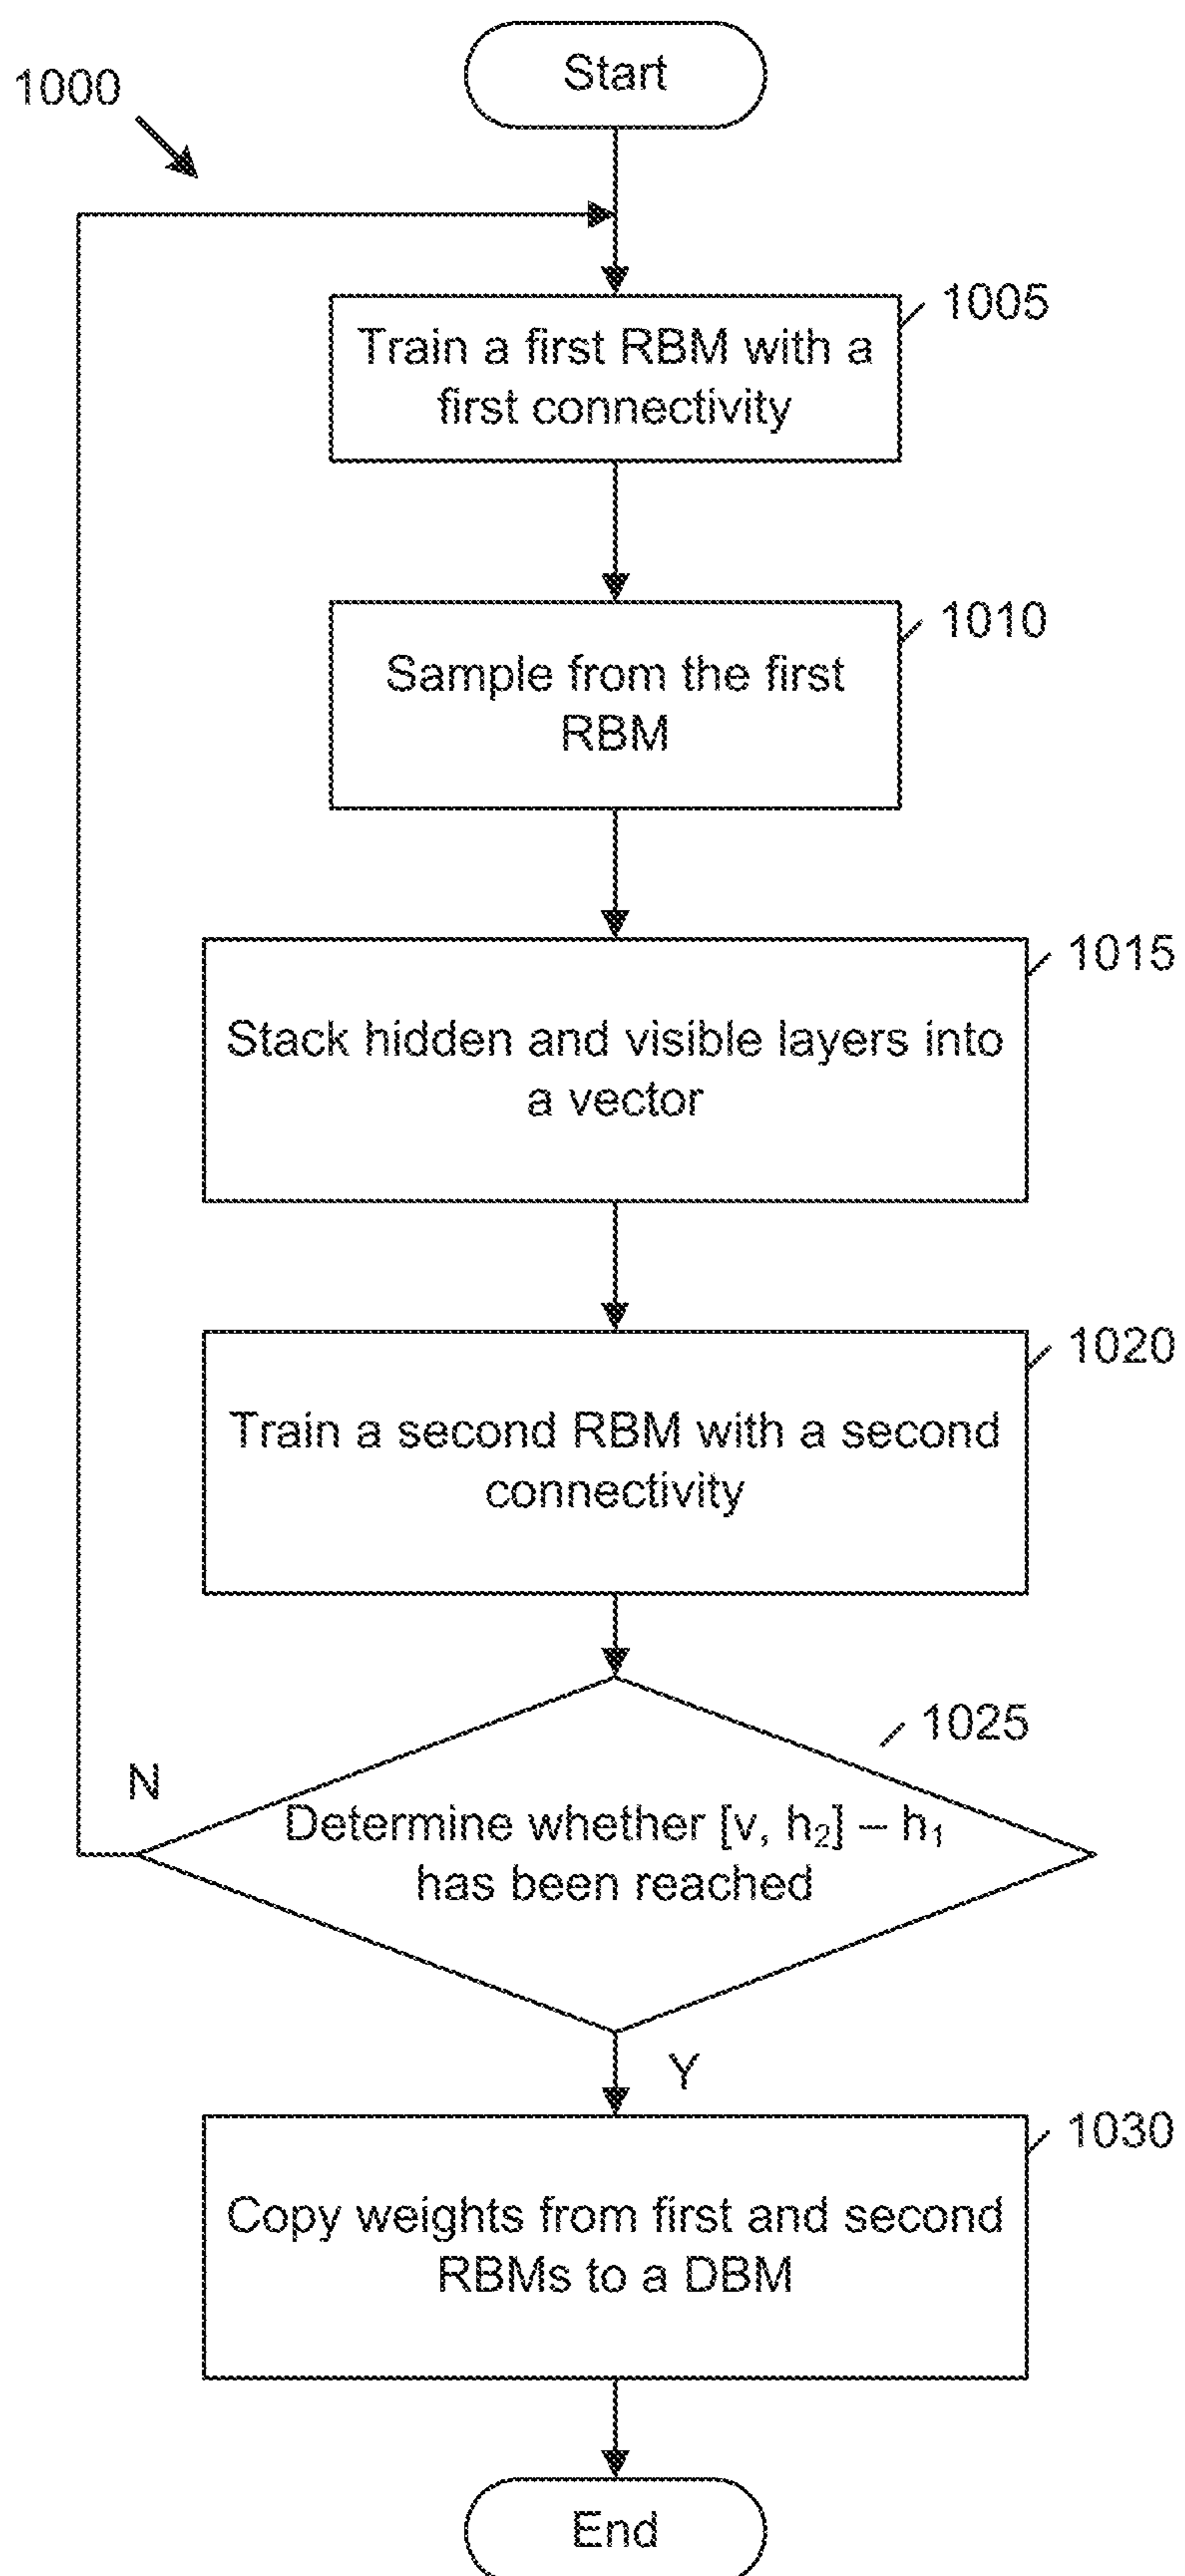 Start
1000
1005
Train a first RBM with a
first connectivity
1010
Sample from the first
RBM
1015
Stack hidden and visible layers into
a vector
1020
Train a second RBM with a second
connectivity
1025
N
Determine whether [v, h₂] – h₁
has been reached
Y
1030
Copy weights from first and second
RBMs to a DBM
End